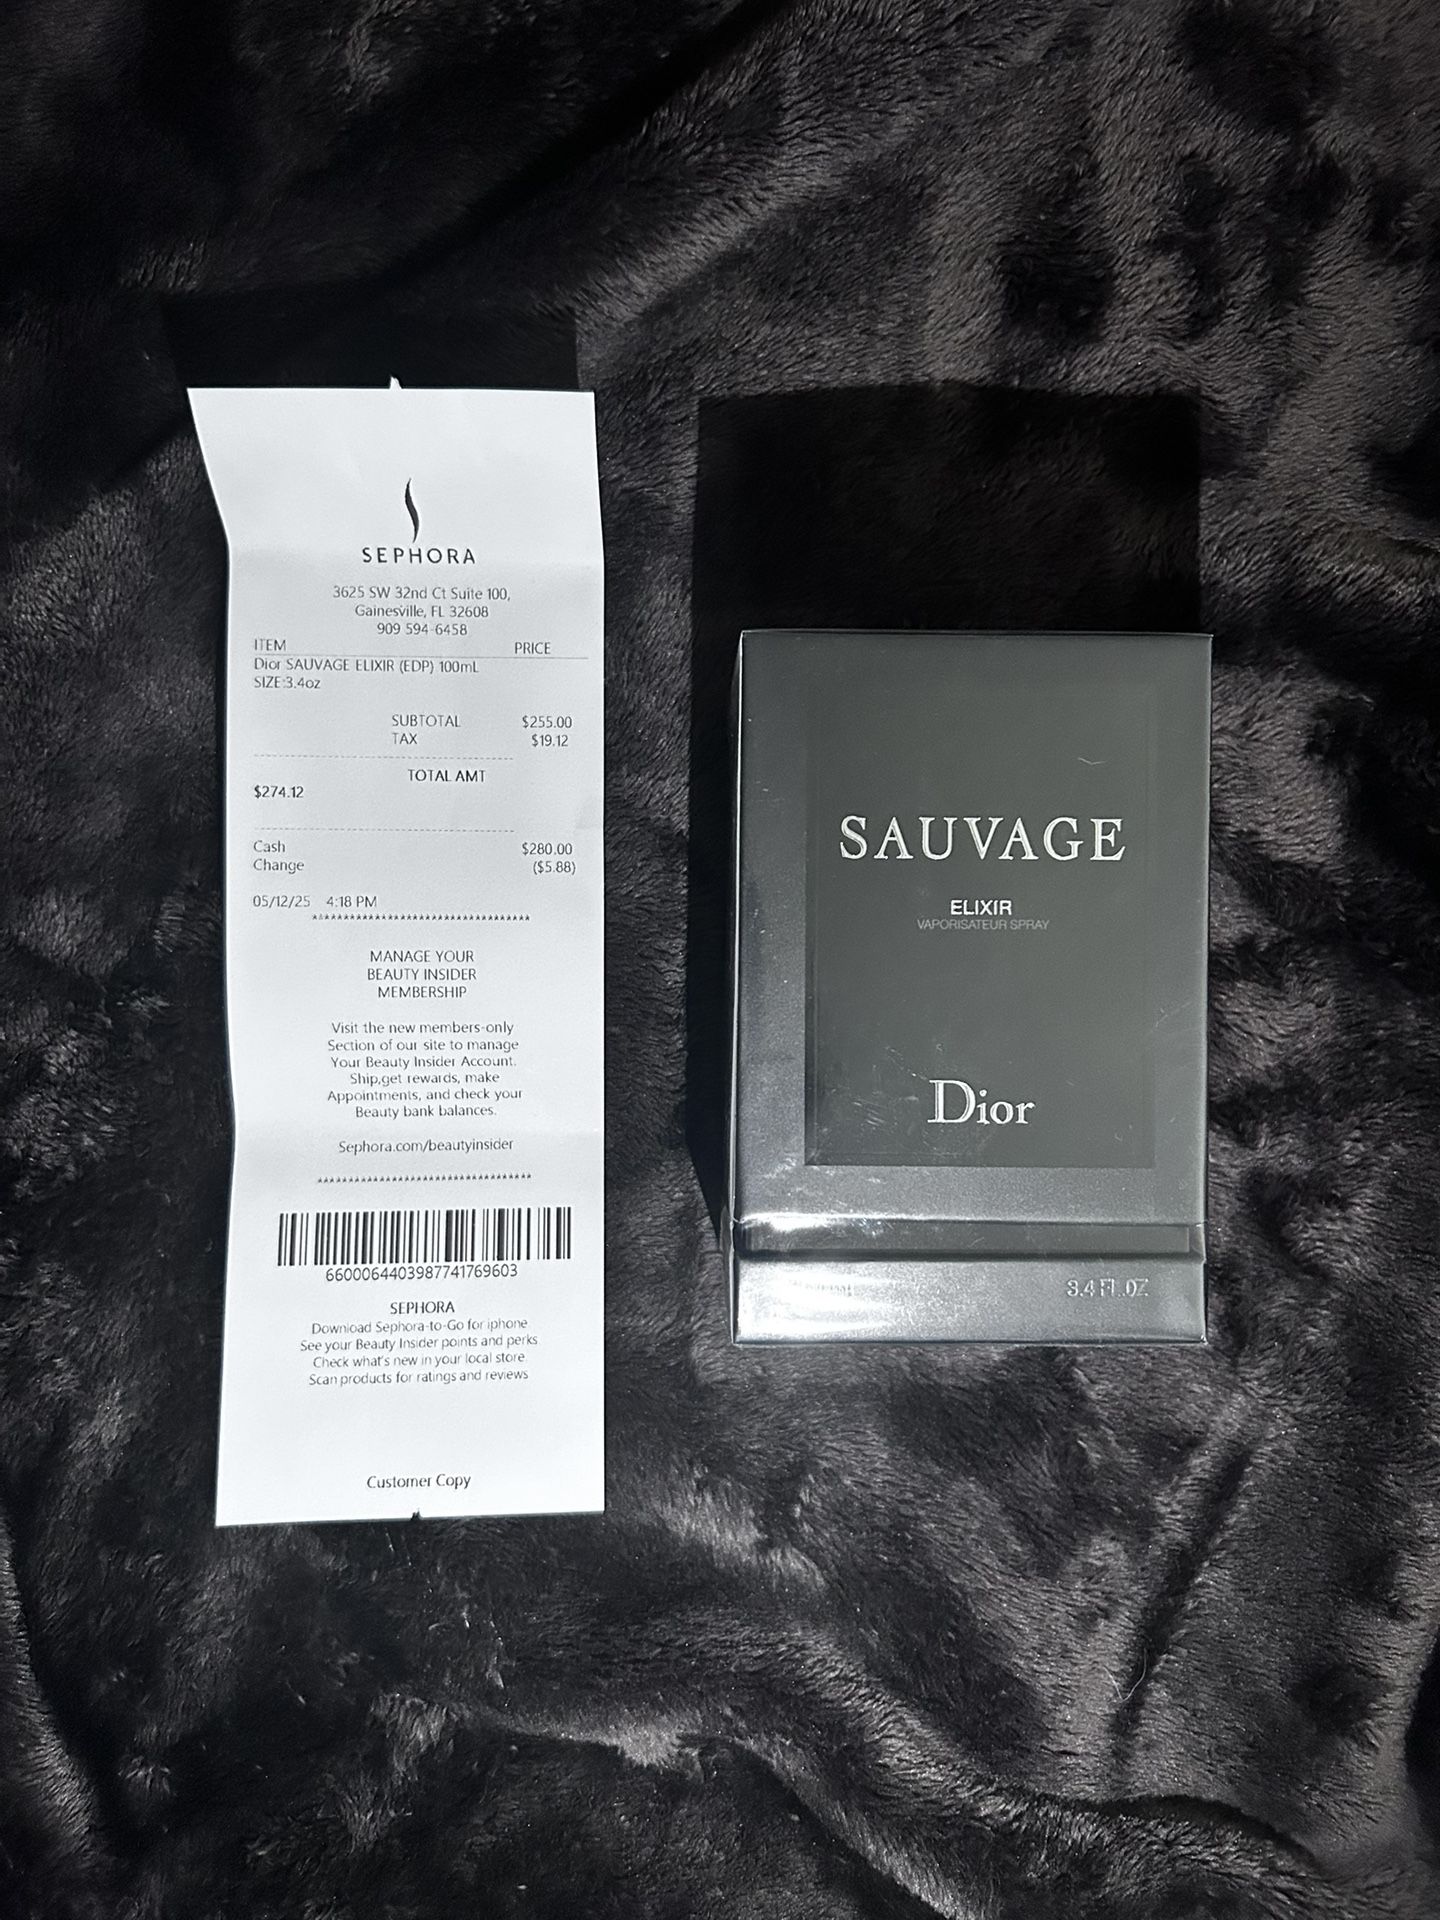 SEPHORA
3625 SW 32nd Ct Suite 100,
Gainesville, FL 32608
909 594-6458
ITEM PRICE
Dior SAUVAGE ELIXIR (EDP) 100mL
SIZE:3.4oz
SUBTOTAL $255.00
TAX $19.12
TOTAL AMT
$274.12
Cash $280.00
Change ($5.88)
05/12/25 4:18 PM
***********************************
MANAGE YOUR
BEAUTY INSIDER
MEMBERSHIP
Visit the new members-only
Section of our site to manage
Your Beauty Insider Account.
Ship,get rewards, make
Appointments, and check your
Beauty bank balances.
Sephora.com/beautyinsider
***********************************
6600064403987741769603
SEPHORA
Download Sephora-to-Go for iphone
See your Beauty Insider points and perks
Check what's new in your local store
Scan products for ratings and reviews
Customer Copy
SAUVAGE
ELIXIR
VAPORISATEUR SPRAY
Dior
3.4 FL.OZ